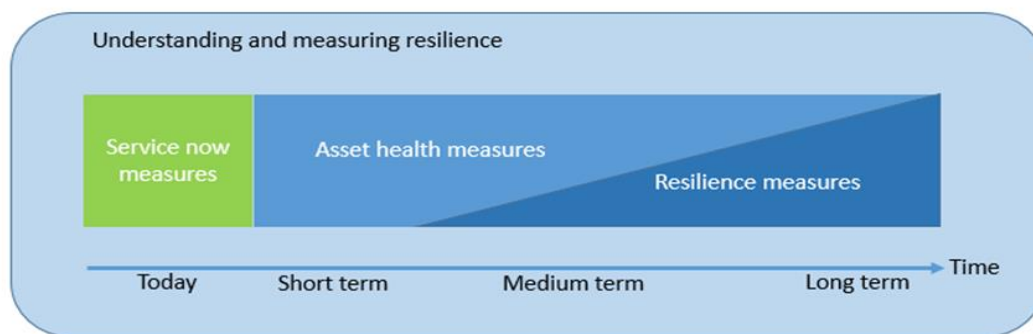 Understanding and measuring resilience
Service now
measures
Asset health measures
Resilience measures
Time
Today
Short term
Medium term
Long term